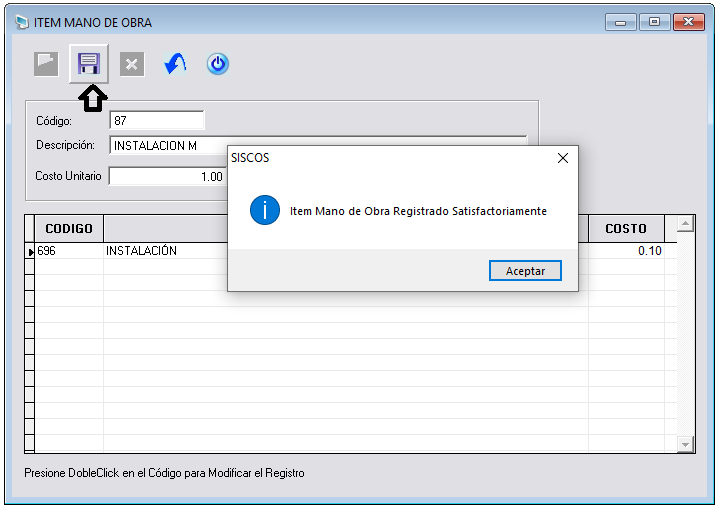 ITEM MANO DE OBRA
Código: 87
Descripción: INSTALACION M
Costo Unitario 1.00
SISCOS
Item Mano de Obra Registrado Satisfactoriamente
Aceptar
CODIGO COSTO
696 INSTALACIÓN 0.10
Presione DobleClick en el Código para Modificar el Registro